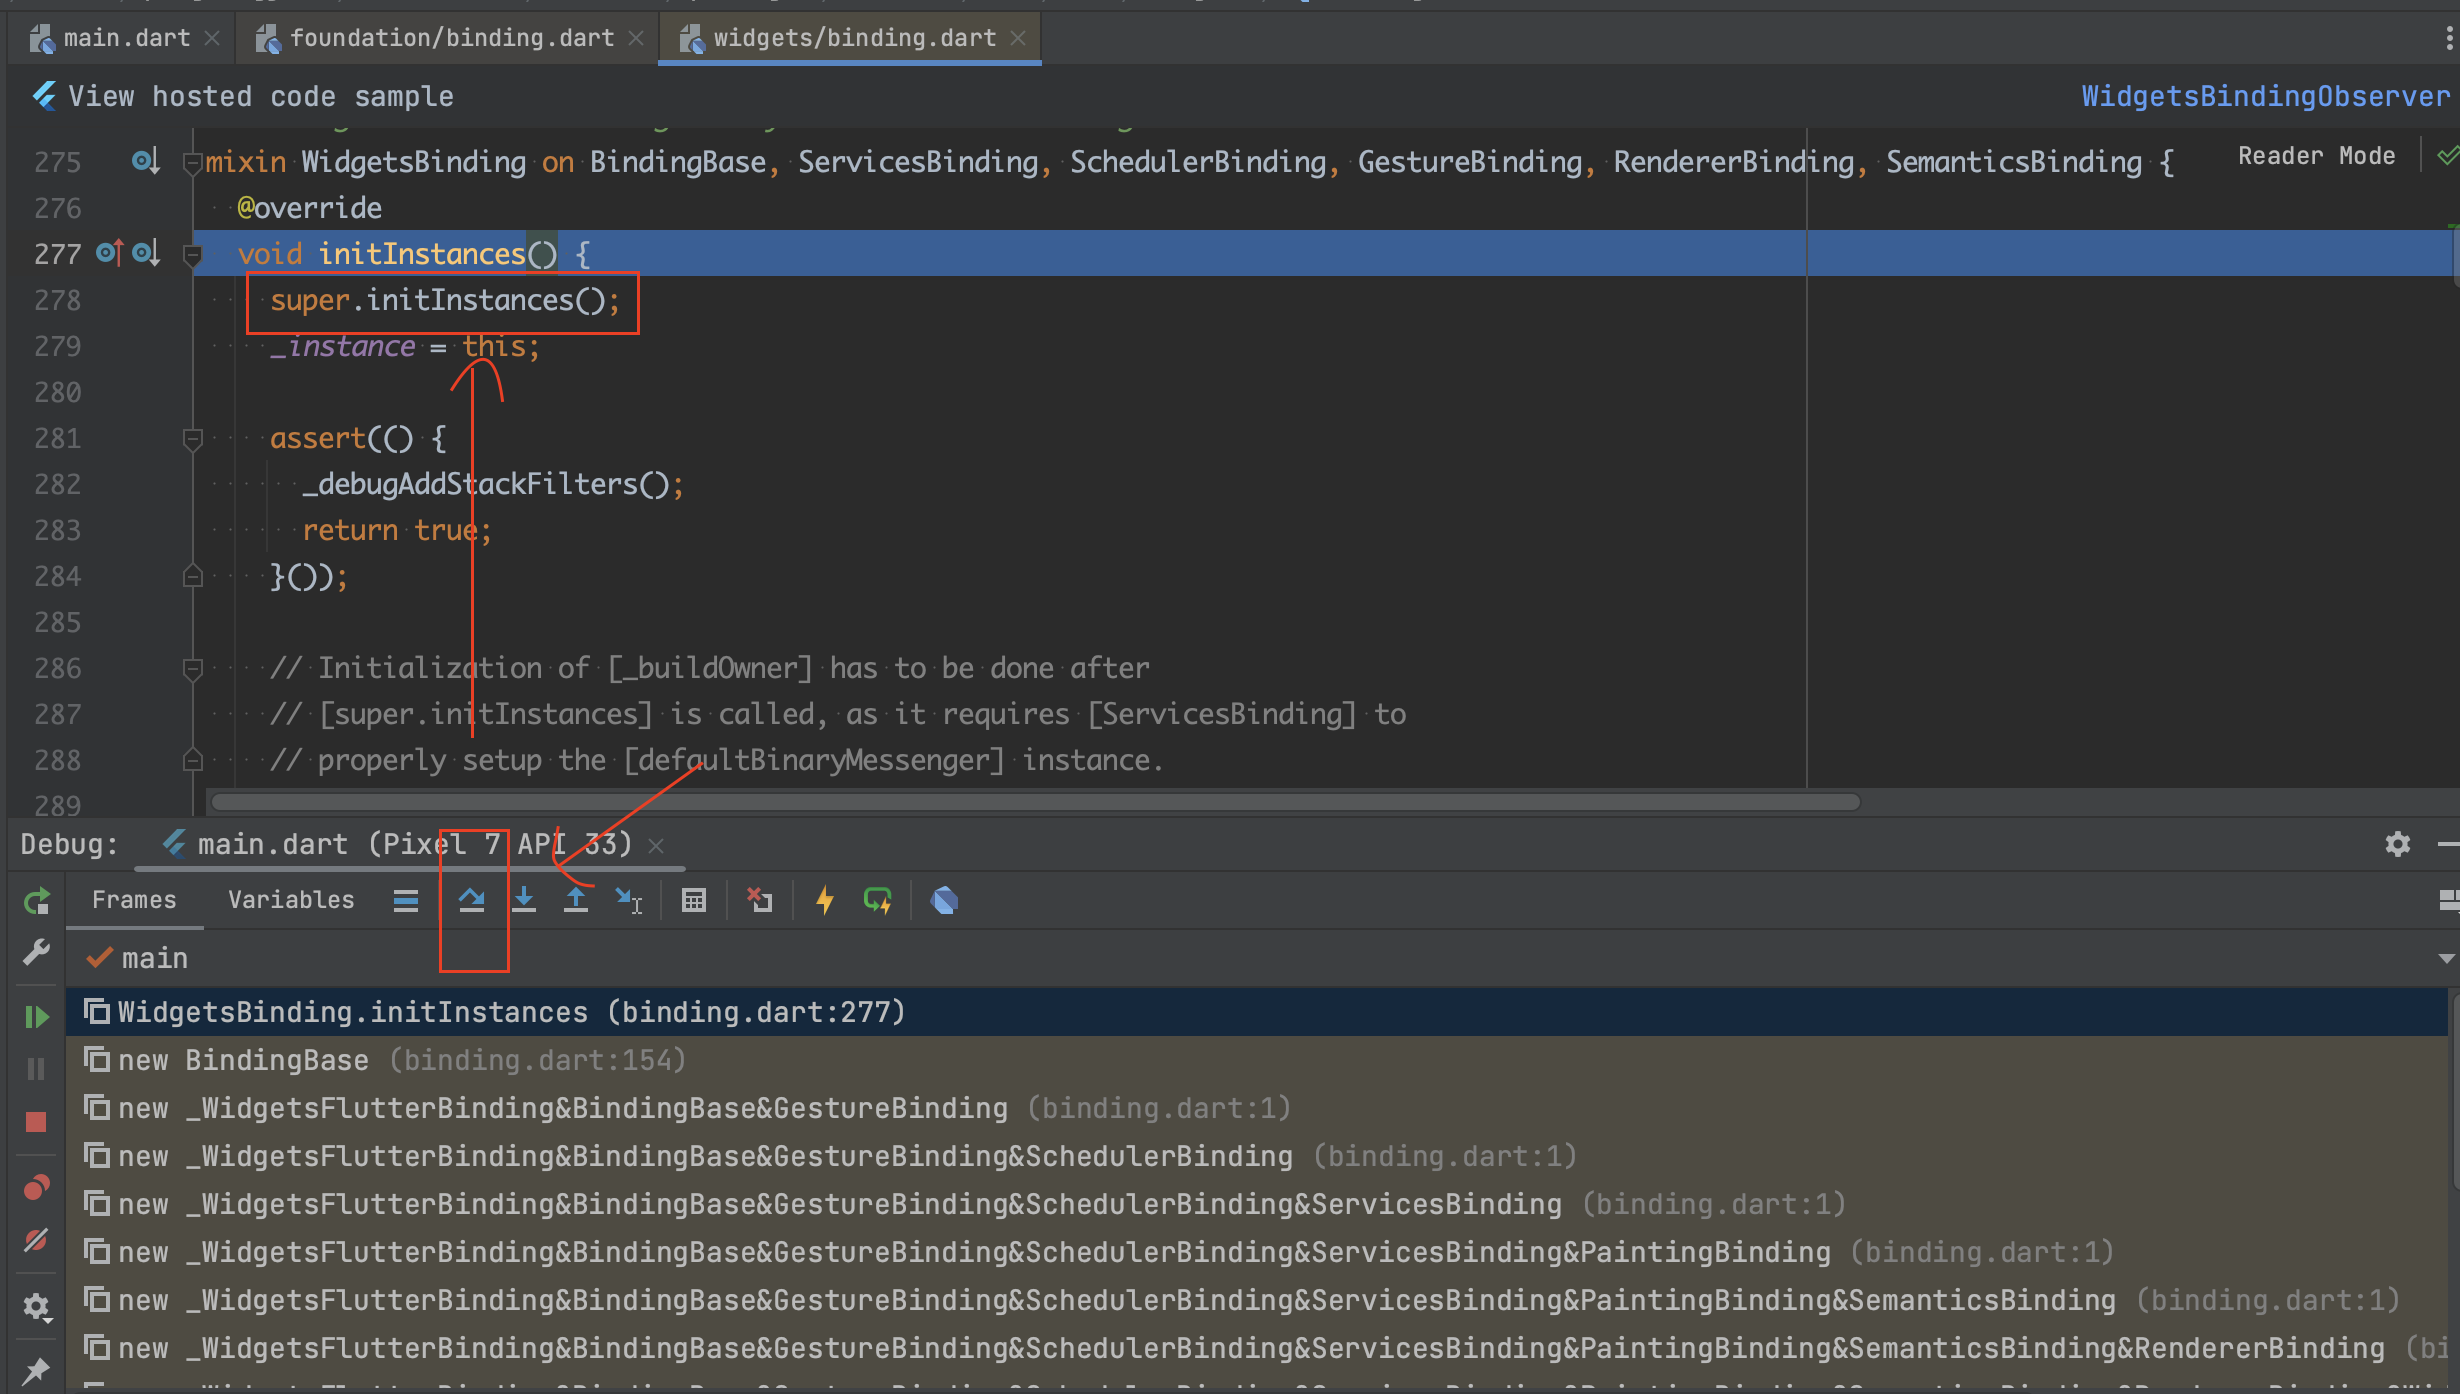 main.dart
foundation/binding.dart
widgets/binding.dart
View hosted code sample
WidgetsBindingObserver
275 mixin WidgetsBinding on BindingBase, ServicesBinding, SchedulerBinding, GestureBinding, RendererBinding, SemanticsBinding {
Reader Mode
276 @override
277 void initInstances() {
278 super.initInstances();
279 _instance = this;
280
281 assert(() {
282 _debugAddStackFilters();
283 return true;
284 }());
285
286 // Initialization of [_buildOwner] has to be done after
287 // [super.initInstances] is called, as it requires [ServicesBinding] to
288 // properly setup the [defaultBinaryMessenger] instance.
289
Debug: main.dart (Pixel 7 API 33)
Frames Variables
main
WidgetsBinding.initInstances (binding.dart:277)
new BindingBase (binding.dart:154)
new _WidgetsFlutterBinding&BindingBase&GestureBinding (binding.dart:1)
new _WidgetsFlutterBinding&BindingBase&GestureBinding&SchedulerBinding (binding.dart:1)
new _WidgetsFlutterBinding&BindingBase&GestureBinding&SchedulerBinding&ServicesBinding (binding.dart:1)
new _WidgetsFlutterBinding&BindingBase&GestureBinding&SchedulerBinding&ServicesBinding&PaintingBinding (binding.dart:1)
new _WidgetsFlutterBinding&BindingBase&GestureBinding&SchedulerBinding&ServicesBinding&PaintingBinding&SemanticsBinding (binding.dart:1)
new _WidgetsFlutterBinding&BindingBase&GestureBinding&SchedulerBinding&ServicesBinding&PaintingBinding&SemanticsBinding&RendererBinding (bi